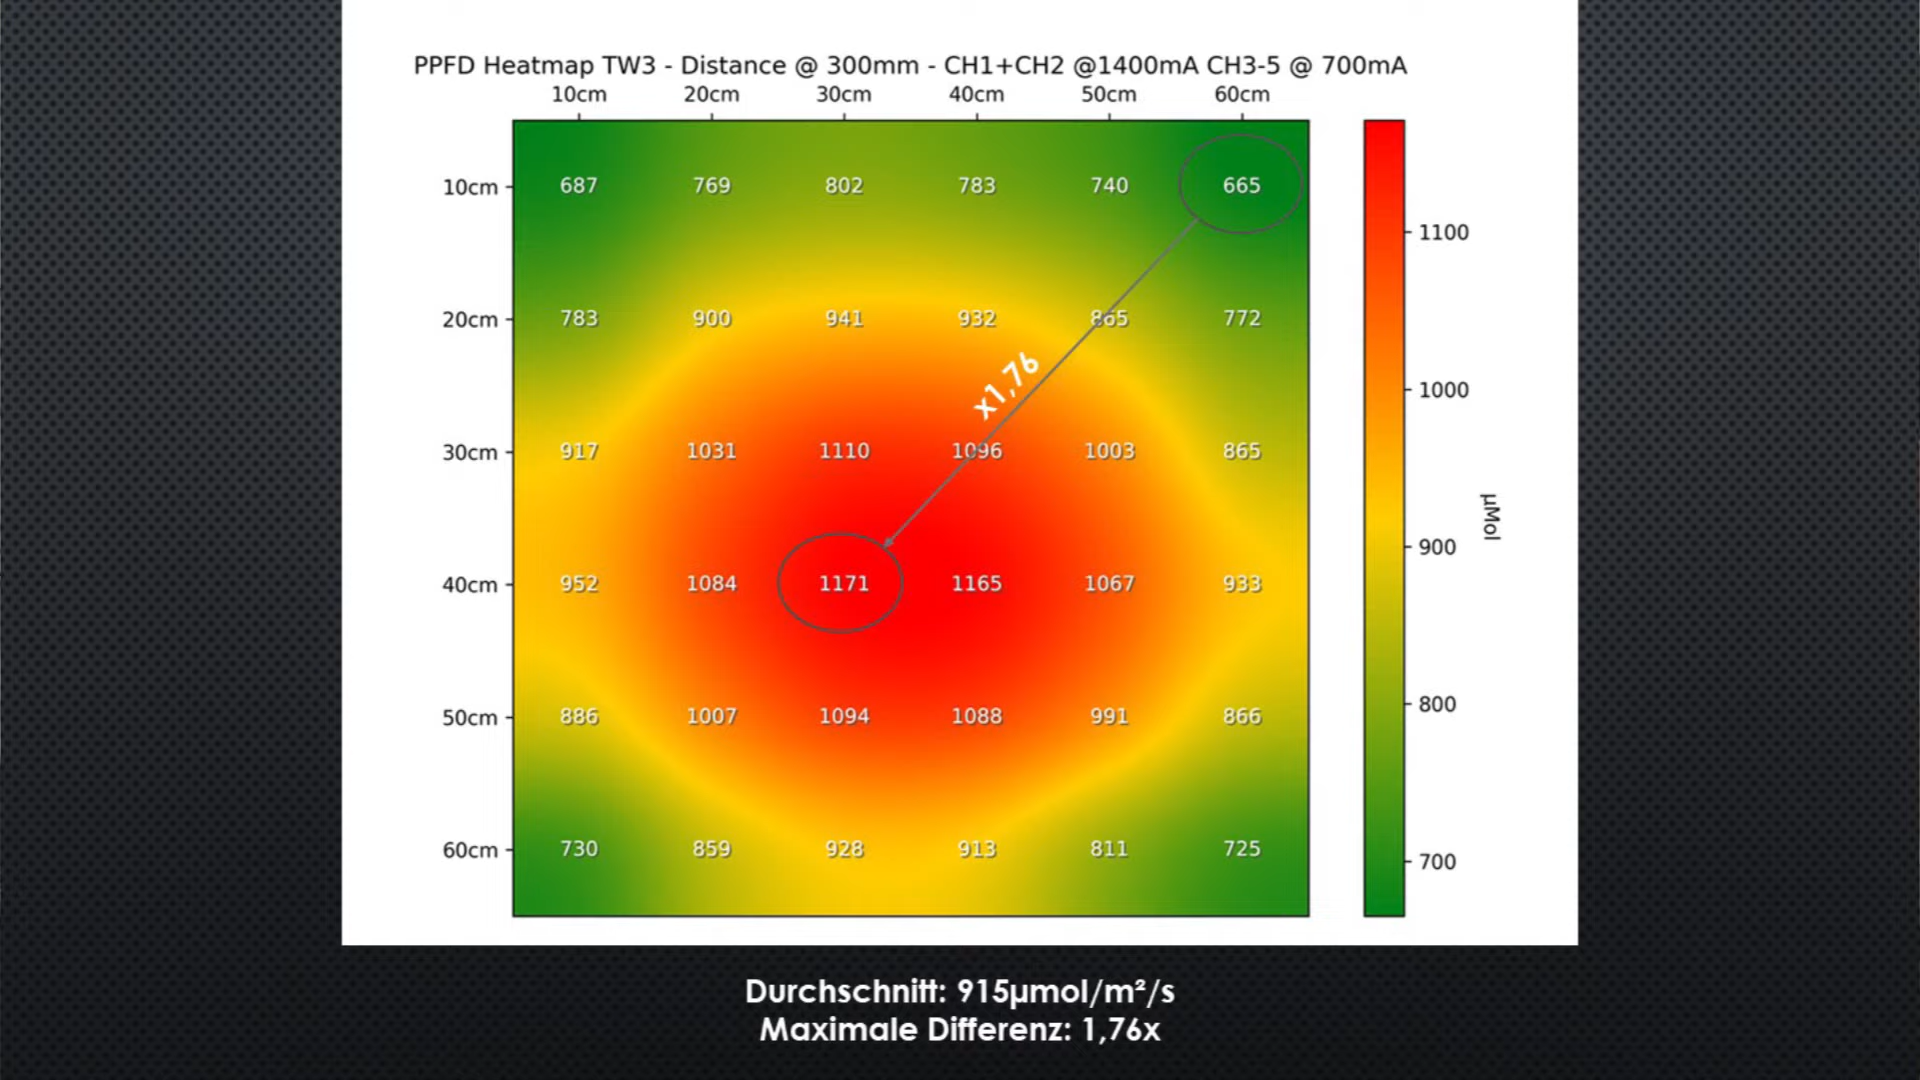 PPFD Heatmap TW3 - Distance @ 300mm - CH1+CH2 @1400mA CH3-5 @ 700mA
10cm 20cm 30cm 40cm 50cm 60cm
10cm 687 769 802 783 740 665
1100
20cm 783 900 941 932 865 772
x1,76
1000
30cm 917 1031 1110 1096 1003 865
µMol
900
40cm 952 1084 1171 1165 1067 933
50cm 886 1007 1094 1088 991 866
800
60cm 730 859 928 913 811 725
700
Durchschnitt: 915µmol/m²/s
Maximale Differenz: 1,76x